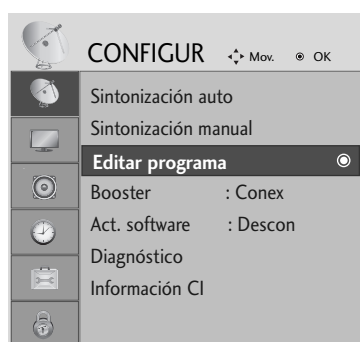 CONFIGUR Mov. OK
Sintonización auto
Sintonización manual
Editar programa
Booster : Conex
Act. software : Descon
Diagnóstico
Información CI